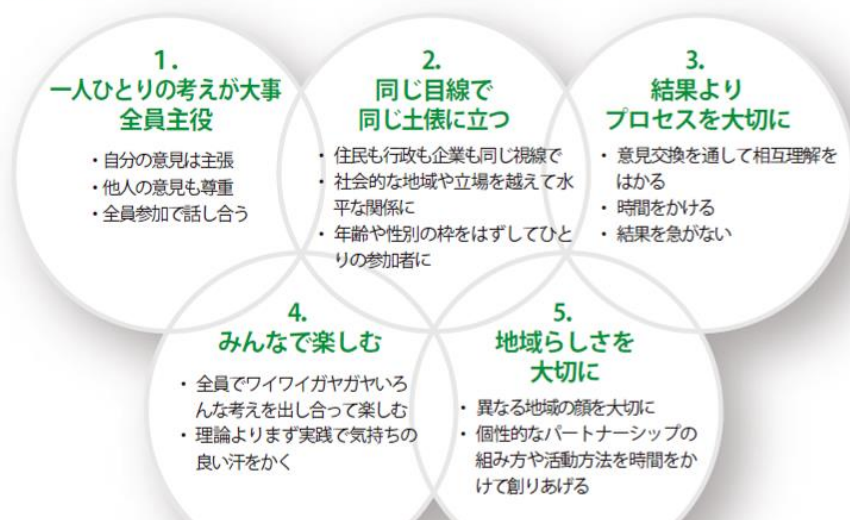 1.
一人ひとりの考えが大事
全員主役
・自分の意見は主張
・他人の意見も尊重
・全員参加で話し合う
2.
同じ目線で
同じ土俵に立つ
・ 住民も行政も企業も同じ視線で
・ 社会的な地域や立場を越えて水
平な関係に
・ 年齢や性別の枠をはずしてひと
りの参加者に
3.
結果より
プロセスを大切に
・ 意見交換を通して相互理解を
はかる
・ 時間をかける
・ 結果を急がない
4.
みんなで楽しむ
・ 全員でワイワイガヤガヤいろ
んな考えを出し合って楽しむ
・ 理論よりまず実践で気持ちの
良い汗をかく
5.
地域らしさを
大切に
・ 異なる地域の顔を大切に
・ 個性的なパートナーシップの
組み方や活動方法を時間をか
けて創りあげる